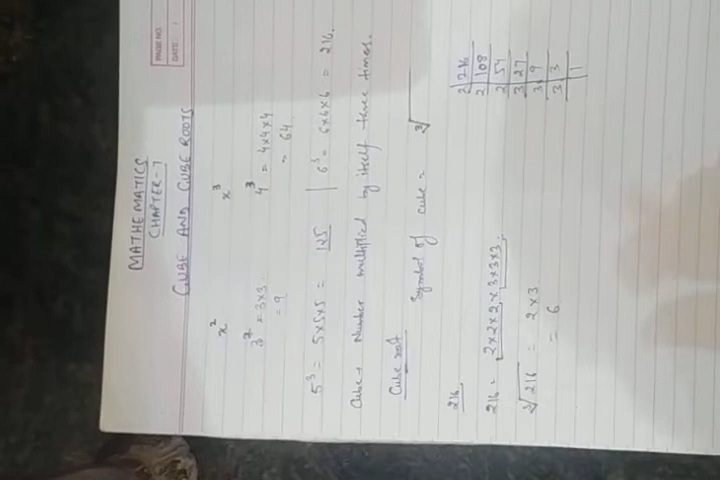 PAGE NO.
DATE :
MATHEMATICS
CHAPTER-7
CUBE AND CUBE ROOTS
x² x³
3² = 3×3. 4³ = 4×4×4
= 9 = 64.
5³ = 5×5×5 = 125 | 6³ = 6×6×6 = 216.
Cube → Number multiplied by itself three times.
Cube root
Symbol of cube = ∛
216
216 = 2×2×2×3×3×3.
∛216 = 2×3
= 6
2 | 216
2 | 108
2 | 54
3 | 27
3 | 9
3 | 3
| 1